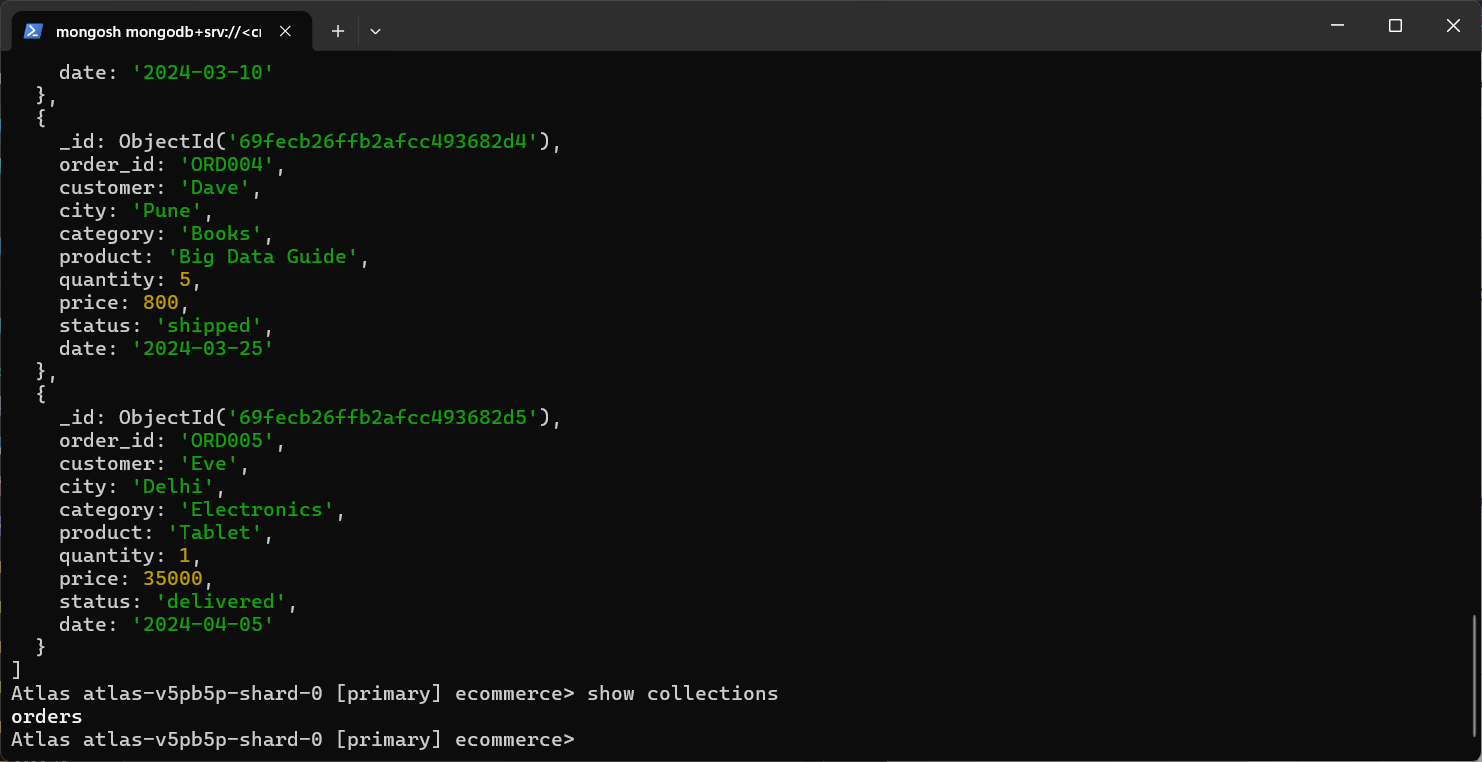 mongosh mongodb+srv://<cr
date: '2024-03-10'
},
{
_id: ObjectId('69fecb26ffb2afcc493682d4'),
order_id: 'ORD004',
customer: 'Dave',
city: 'Pune',
category: 'Books',
product: 'Big Data Guide',
quantity: 5,
price: 800,
status: 'shipped',
date: '2024-03-25'
},
{
_id: ObjectId('69fecb26ffb2afcc493682d5'),
order_id: 'ORD005',
customer: 'Eve',
city: 'Delhi',
category: 'Electronics',
product: 'Tablet',
quantity: 1,
price: 35000,
status: 'delivered',
date: '2024-04-05'
}
]
Atlas atlas-v5pb5p-shard-0 [primary] ecommerce> show collections
orders
Atlas atlas-v5pb5p-shard-0 [primary] ecommerce>